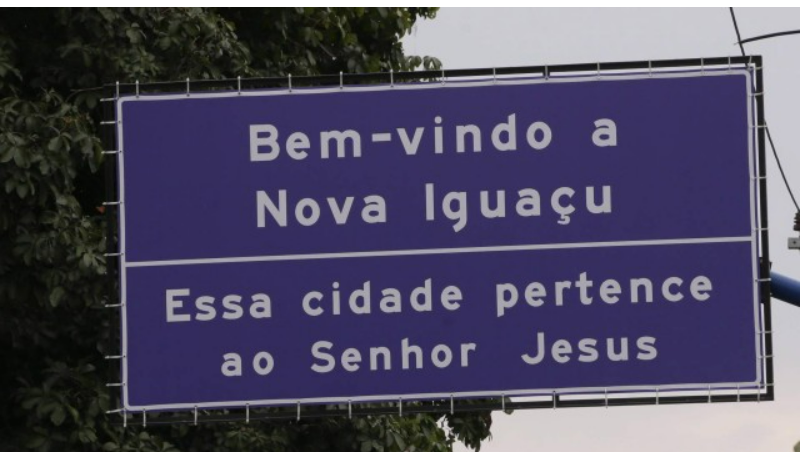 Bem-vindo a
Nova Iguaçu
Essa cidade pertence
ao Senhor Jesus